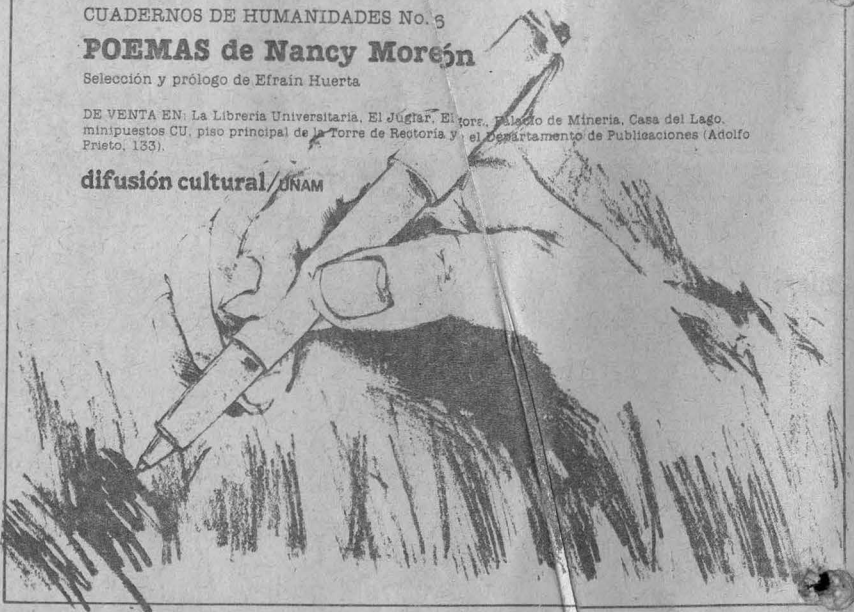 CUADERNOS DE HUMANIDADES No.
POEMAS de Nancy Morejón
Selección y prólogo de Efraín Huerta
DE VENTA EN: La Librería Universitaria, El Juglar, El Palacio de Minería, Casa del Lago,
minipuestos CU, piso principal de la Torre de Rectoría y el Departamento de Publicaciones (Adolfo
Prieto, 133).
difusión cultural/UNAM